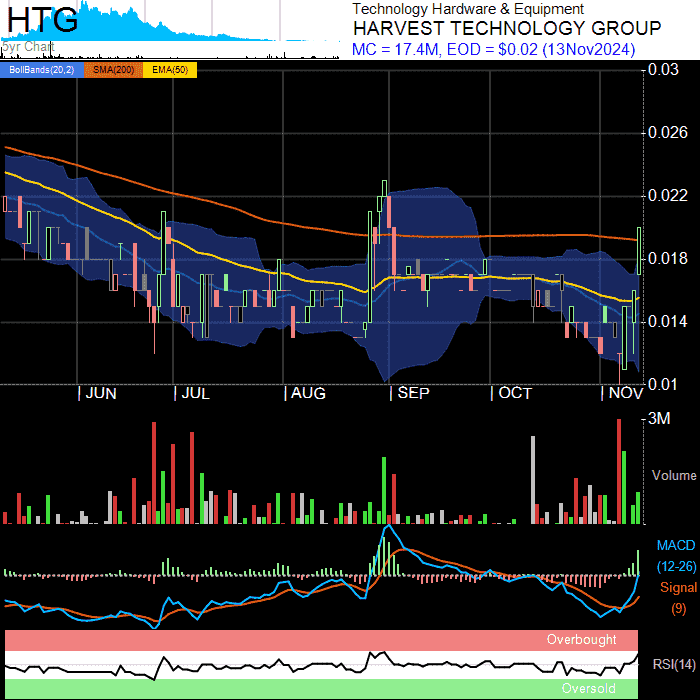 HTG
5yr Chart
Technology Hardware & Equipment
HARVEST TECHNOLOGY GROUP
MC = 17.4M, EOD = $0.02 (13Nov2024)
BollBands(20,2) SMA(200) EMA(50)
0.03
0.026
0.022
0.018
0.014
0.01
| JUN | JUL | AUG | SEP | OCT | NOV
3M
Volume
MACD
(12-26)
Signal
(9)
Overbought
RSI(14)
Oversold